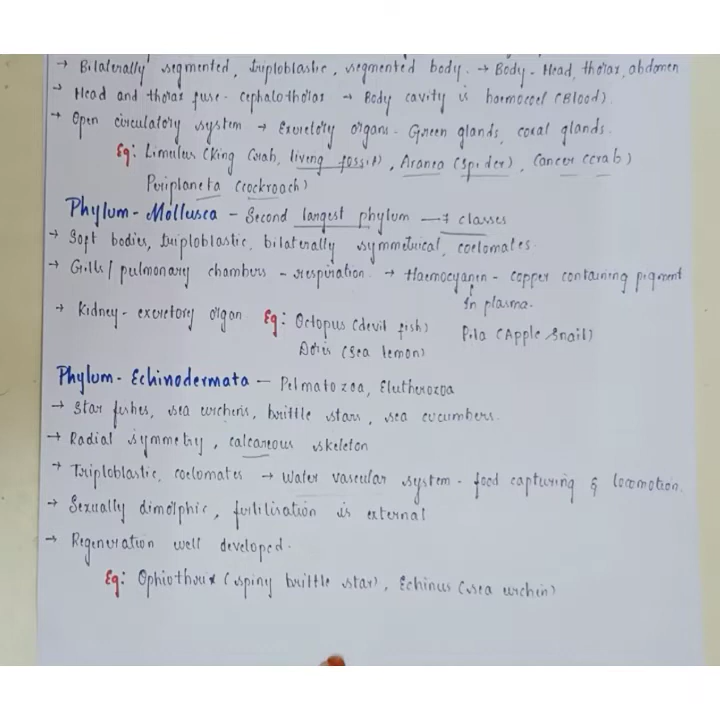 → Bilaterally segmented, triploblastic, segmented body. → Body - Head, thorax, abdomen
→ Head and thorax fuse - cephalothorax → Body cavity is haemocoel (Blood).
→ Open circulatory system → Excretory organs - Green glands, coxal glands.
Eg: Limulus (King Crab, living fossil), Aranea (Spider), Cancer (crab)
Periplaneta (cockroach)
Phylum - Mollusca - Second largest phylum — 7 classes
→ Soft bodies, triploblastic, bilaterally symmetrical, coelomates.
→ Gills / pulmonary chambers - respiration. → Haemocyanin - copper containing pigment
in plasma.
→ Kidney - excretory organ Eg: Octopus (devil fish)
Pila (Apple Snail)
Doris (Sea lemon)
Phylum - Echinodermata — Pelmatozoa, Elutherozoa
→ Star fishes, sea urchins, brittle stars, sea cucumbers.
→ Radial symmetry, calcareous skeleton
→ Triploblastic, coelomates → Water vascular system - food capturing & locomotion.
→ Sexually dimorphic, fertilisation is external
→ Regeneration well developed.
Eg: Ophiothrix (spiny brittle star), Echinus (sea urchin)